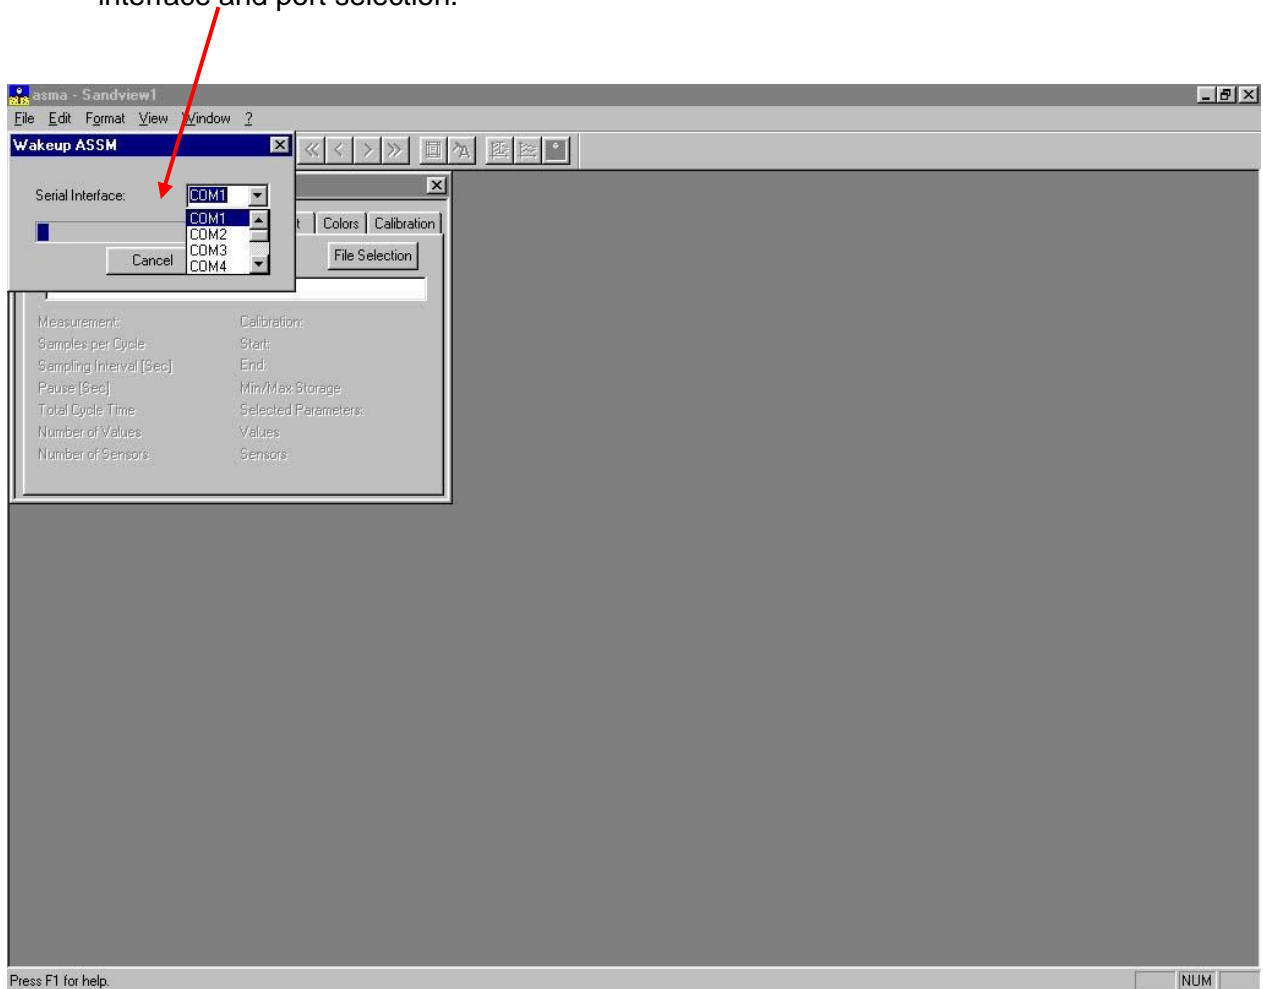 interface and port selection.
asma - Sandview1
File Edit Format View Window ?
Wakeup ASSM
Serial Interface: COM1
COM1
COM2
COM3
COM4
Cancel
Colors Calibration
File Selection
Measurement: Calibration:
Samples per Cycle Start:
Sampling Interval [Sec] End:
Pause [Sec] Min/Max Storage
Total Cycle Time Selected Parameters:
Number of Values Values
Number of Sensors Sensors
Press F1 for help. NUM